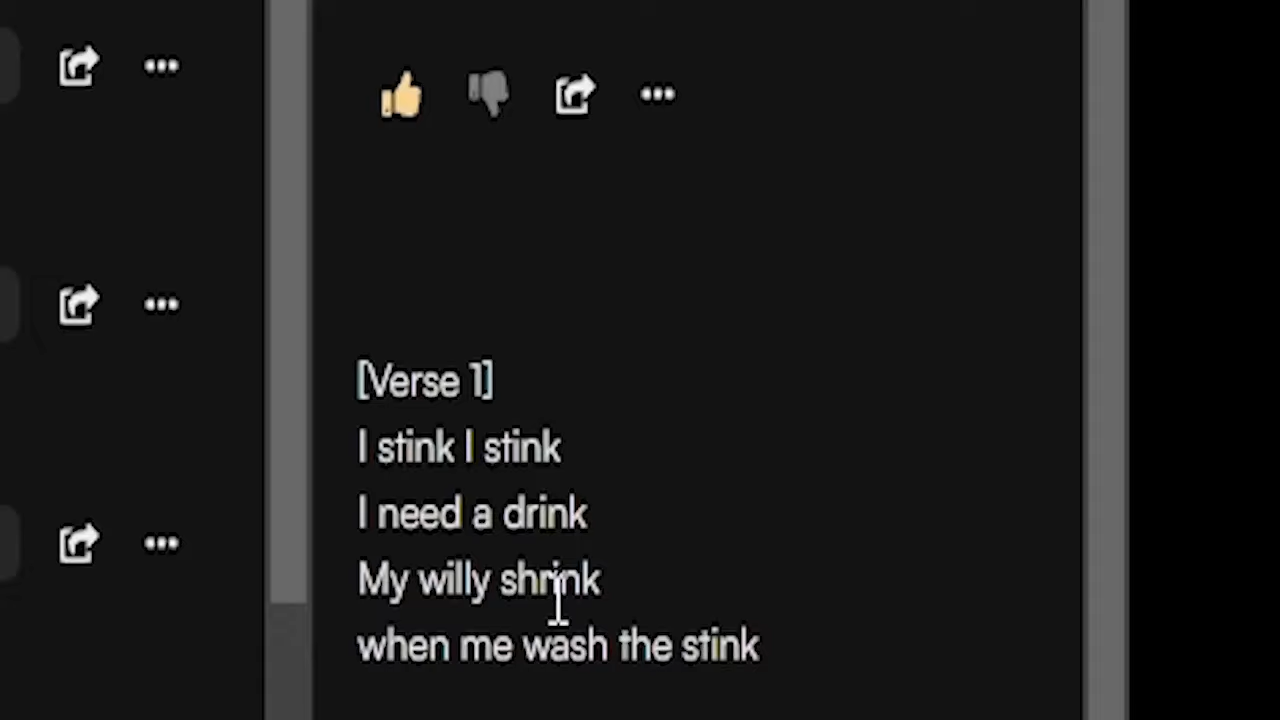 [Verse 1]
I stink I stink
I need a drink
My willy shrink
when me wash the stink